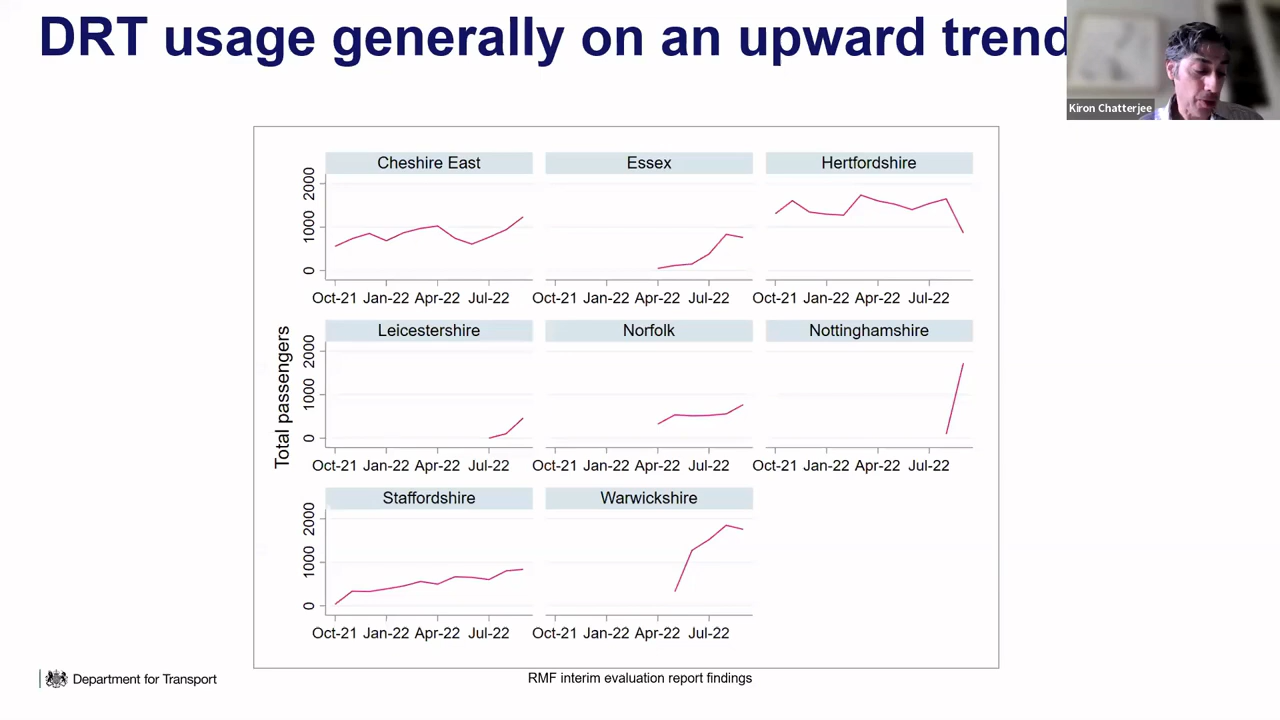 DRT usage generally on an upward trend
Kiron Chatterjee
Cheshire East Essex Hertfordshire
2000
1000
0
Oct-21 Jan-22 Apr-22 Jul-22 Oct-21 Jan-22 Apr-22 Jul-22 Oct-21 Jan-22 Apr-22 Jul-22
Leicestershire Norfolk Nottinghamshire
Total passengers
2000
1000
0
Oct-21 Jan-22 Apr-22 Jul-22 Oct-21 Jan-22 Apr-22 Jul-22 Oct-21 Jan-22 Apr-22 Jul-22
Staffordshire Warwickshire
2000
1000
0
Oct-21 Jan-22 Apr-22 Jul-22 Oct-21 Jan-22 Apr-22 Jul-22
Department for Transport
RMF interim evaluation report findings